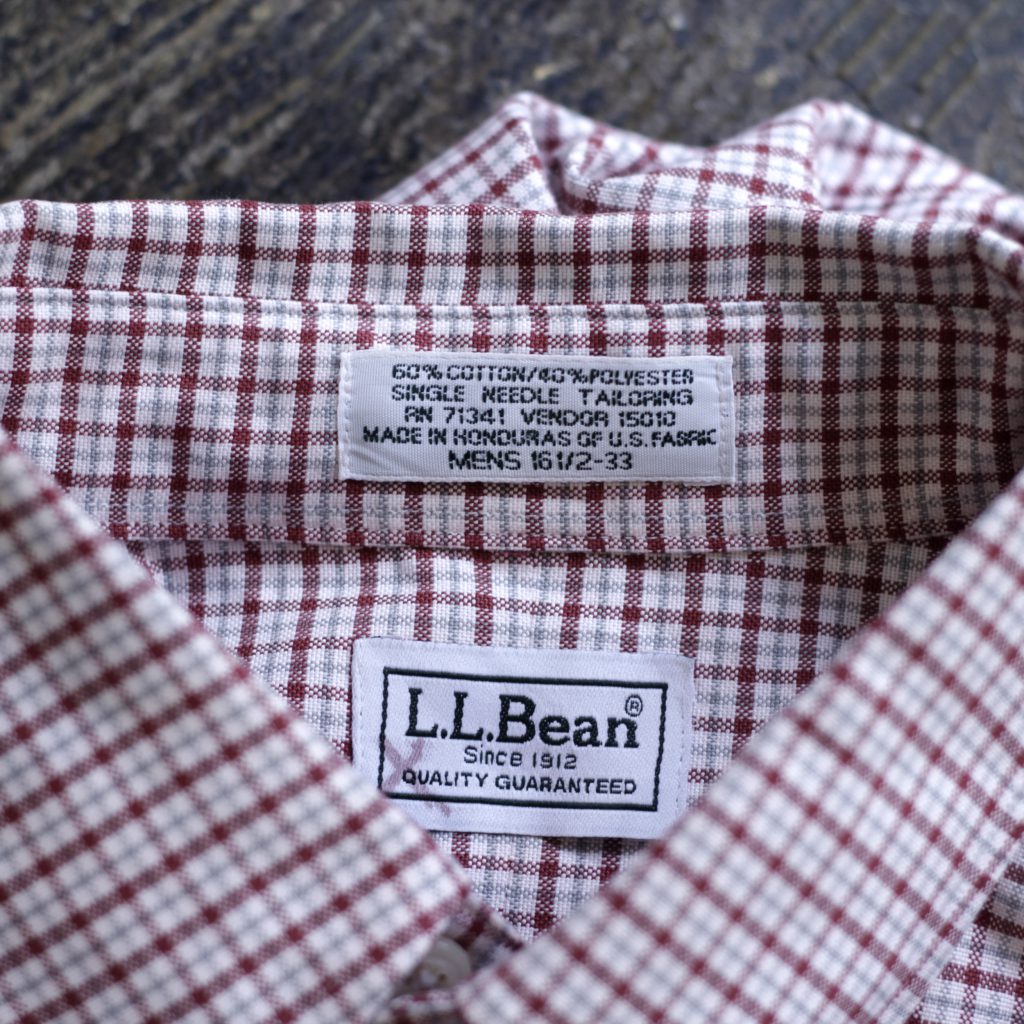 60% COTTON/40% POLYESTER
SINGLE NEEDLE TAILORING
RN 71341 VENDOR 15010
MADE IN HONDURAS OF U.S. FABRIC
MENS 16 1/2-33
L.L.Bean®
Since 1912
QUALITY GUARANTEED